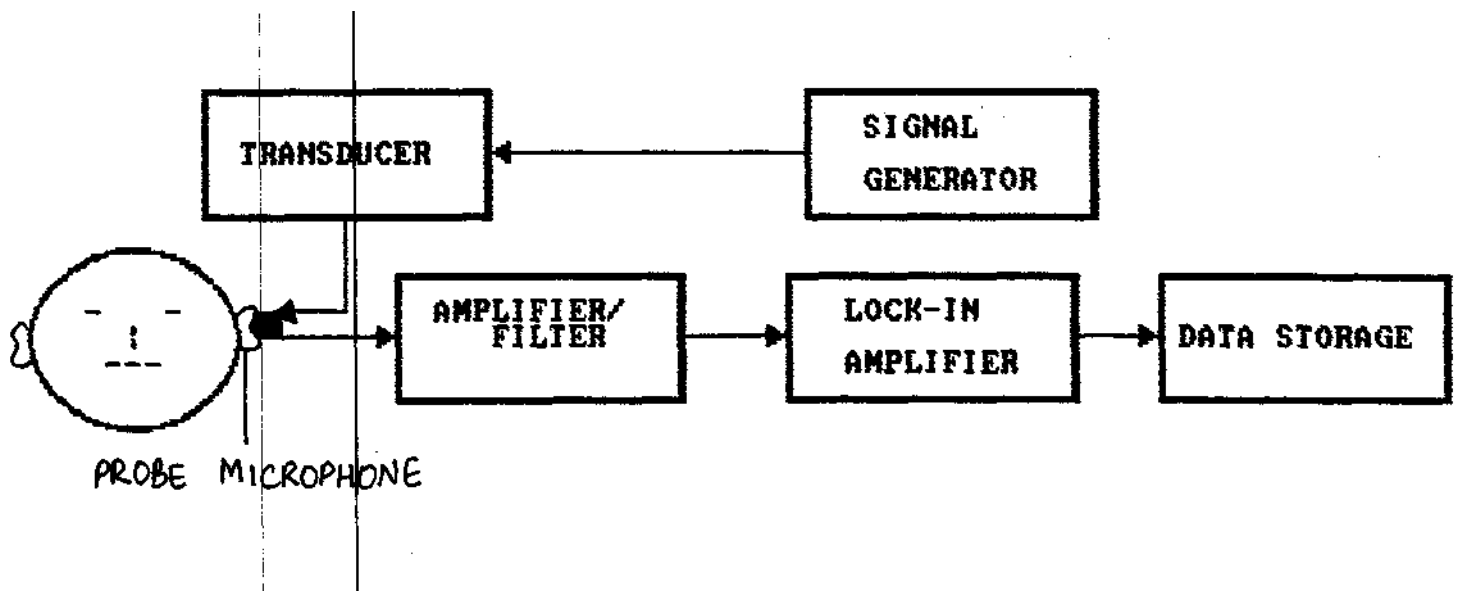 TRANSDUCER
SIGNAL
GENERATOR
AMPLIFIER/
FILTER
LOCK-IN
AMPLIFIER
DATA STORAGE
PROBE MICROPHONE